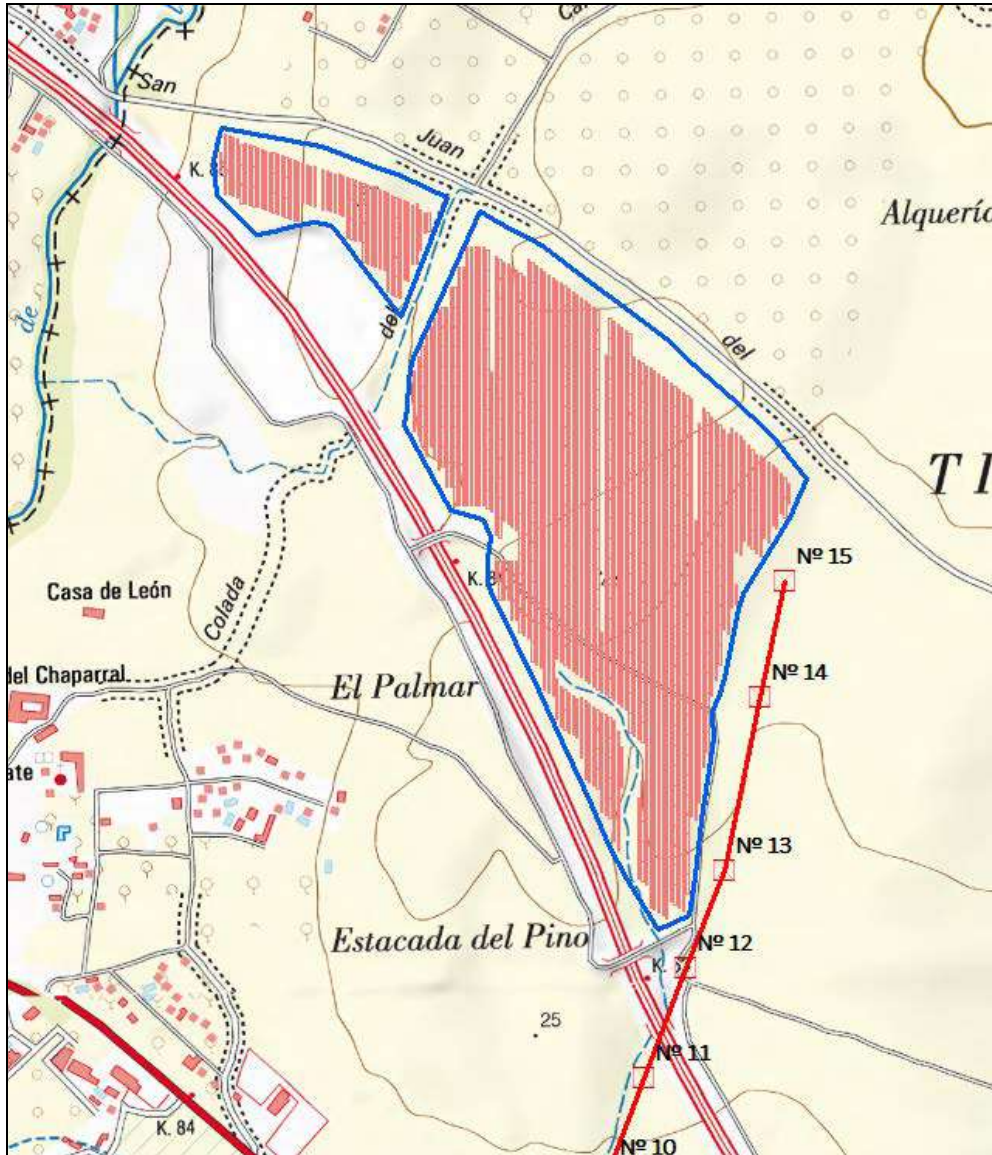 San
Juan
del
Alquería
T I
de
del
Nº 15
Casa de León
Colada
Nº 14
del Chaparral
El Palmar
Nº 13
Estacada del Pino
Nº 12
25
Nº 11
K. 84
Nº 10